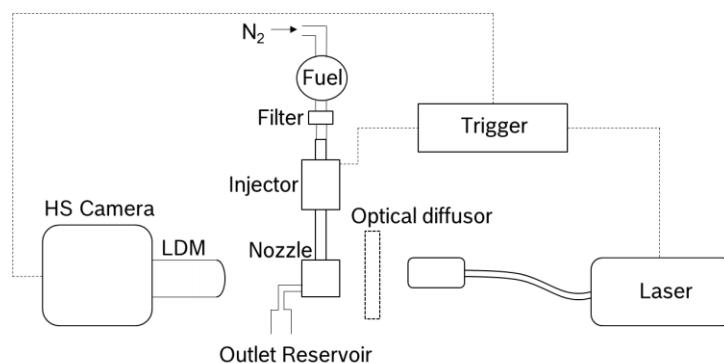 N₂
Fuel
Filter
Trigger
Injector
HS Camera
Optical diffusor
LDM
Nozzle
Laser
Outlet Reservoir